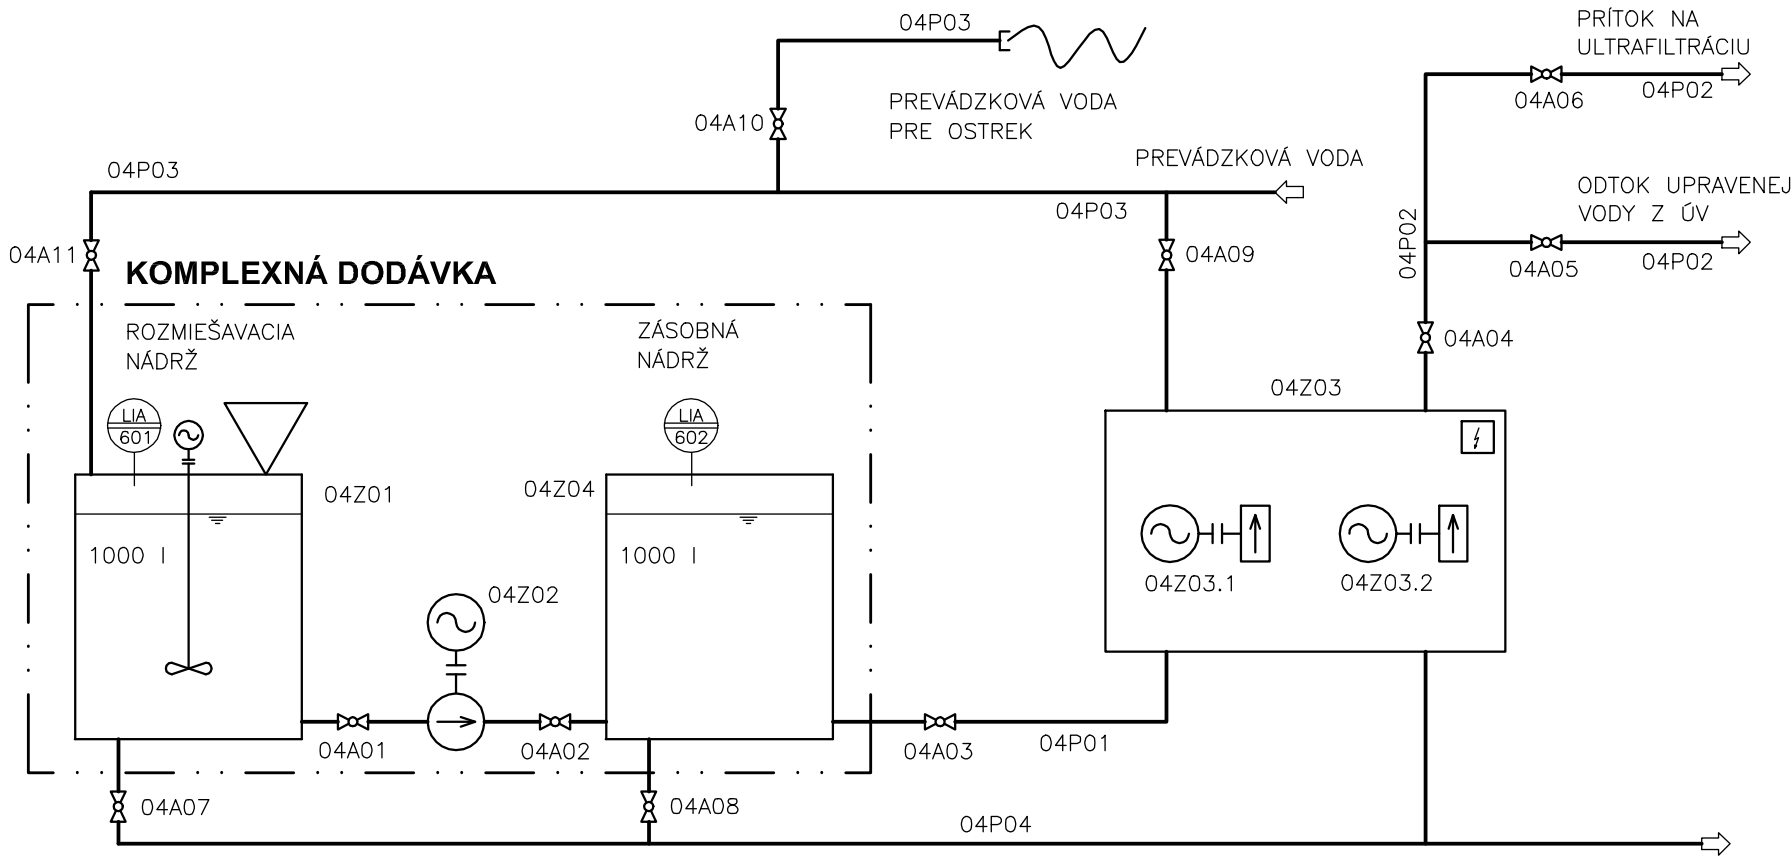 04P03
PRÍTOK NA
ULTRAFILTRÁCIU
04P02
04A06
PREVÁDZKOVÁ VODA
PRE OSTREK
04A10
PREVÁDZKOVÁ VODA
04P03
04P03
ODTOK UPRAVENEJ
VODY Z ÚV
04P02
04A05
04P02
04A11
04A09
KOMPLEXNÁ DODÁVKA
ROZMIEŠAVACIA
NÁDRŽ
ZÁSOBNÁ
NÁDRŽ
04A04
04Z03
LIA
601
LIA
602
04Z01
04Z04
1000 l
1000 l
04Z02
04Z03.1
04Z03.2
04A01
04A02
04A03
04P01
04A07
04A08
04P04